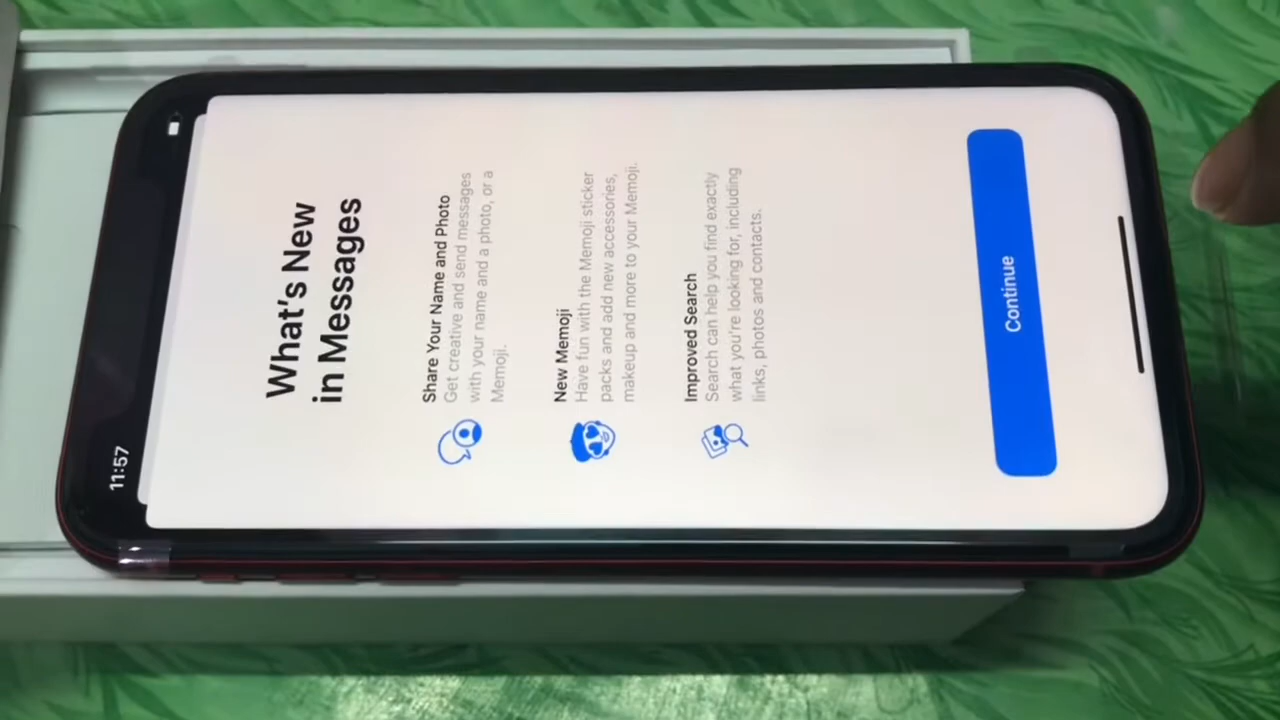 11:57
What's New
in Messages
Share Your Name and Photo
Get creative and send messages
with your name and a photo, or a
Memoji.
New Memoji
Have fun with the Memoji sticker
packs and add new accessories,
makeup and more to your Memoji.
Improved Search
Search can help you find exactly
what you're looking for, including
links, photos and contacts.
Continue